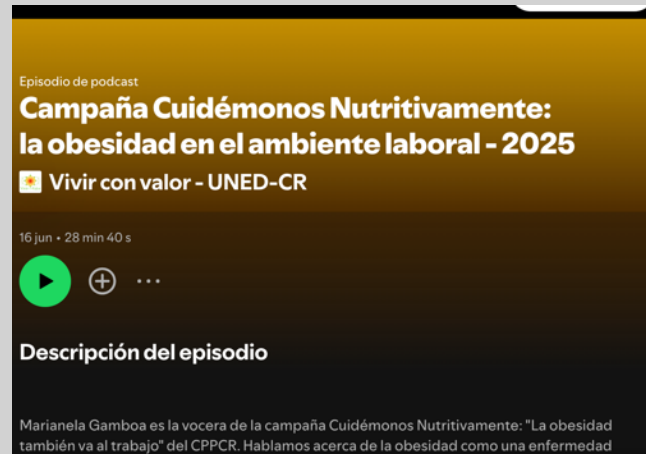 Episodio de podcast
Campaña Cuidémonos Nutritivamente:
la obesidad en el ambiente laboral - 2025
Vivir con valor - UNED-CR
16 jun • 28 min 40 s
Descripción del episodio
Marianela Gamboa es la vocera de la campaña Cuidémonos Nutritivamente: "La obesidad
también va al trabajo" del CPPCR. Hablamos acerca de la obesidad como una enfermedad